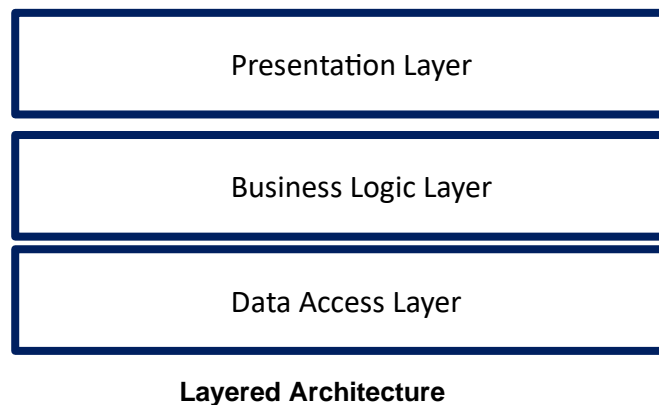 Presentation Layer
Business Logic Layer
Data Access Layer
Layered Architecture